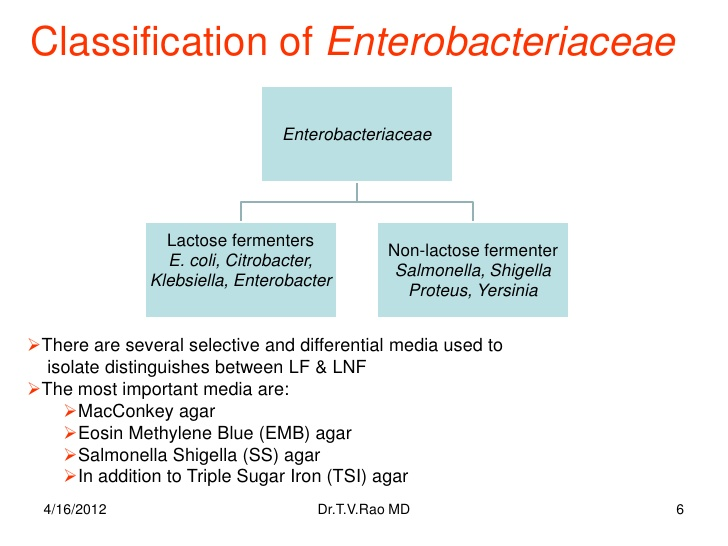 Classification of Enterobacteriaceae
Enterobacteriaceae
Lactose fermenters
E. coli, Citrobacter,
Klebsiella, Enterobacter
Non-lactose fermenter
Salmonella, Shigella
Proteus, Yersinia
➢There are several selective and differential media used to
isolate distinguishes between LF & LNF
➢The most important media are:
➢MacConkey agar
➢Eosin Methylene Blue (EMB) agar
➢Salmonella Shigella (SS) agar
➢In addition to Triple Sugar Iron (TSI) agar
4/16/2012
Dr.T.V.Rao MD
6